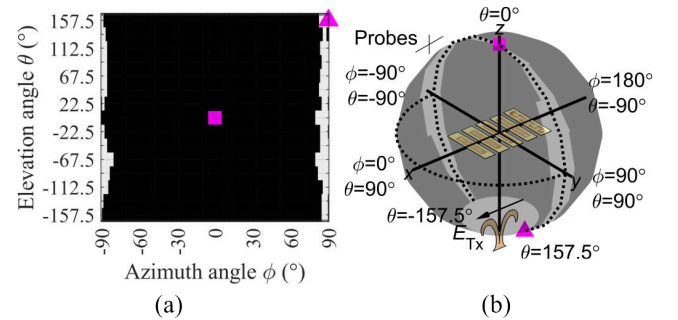 157.5
112.5
67.5
22.5
-22.5
-67.5
-112.5
-157.5
Elevation angle θ (°)
-90
-60
-30
0
30
60
90
Azimuth angle ϕ (°)
(a)
θ=0°
z
Probes
ϕ=-90°
θ=-90°
ϕ=180°
θ=-90°
ϕ=0°
θ=90°
x
y
ϕ=90°
θ=90°
θ=-157.5°
E_Tx
θ=157.5°
(b)